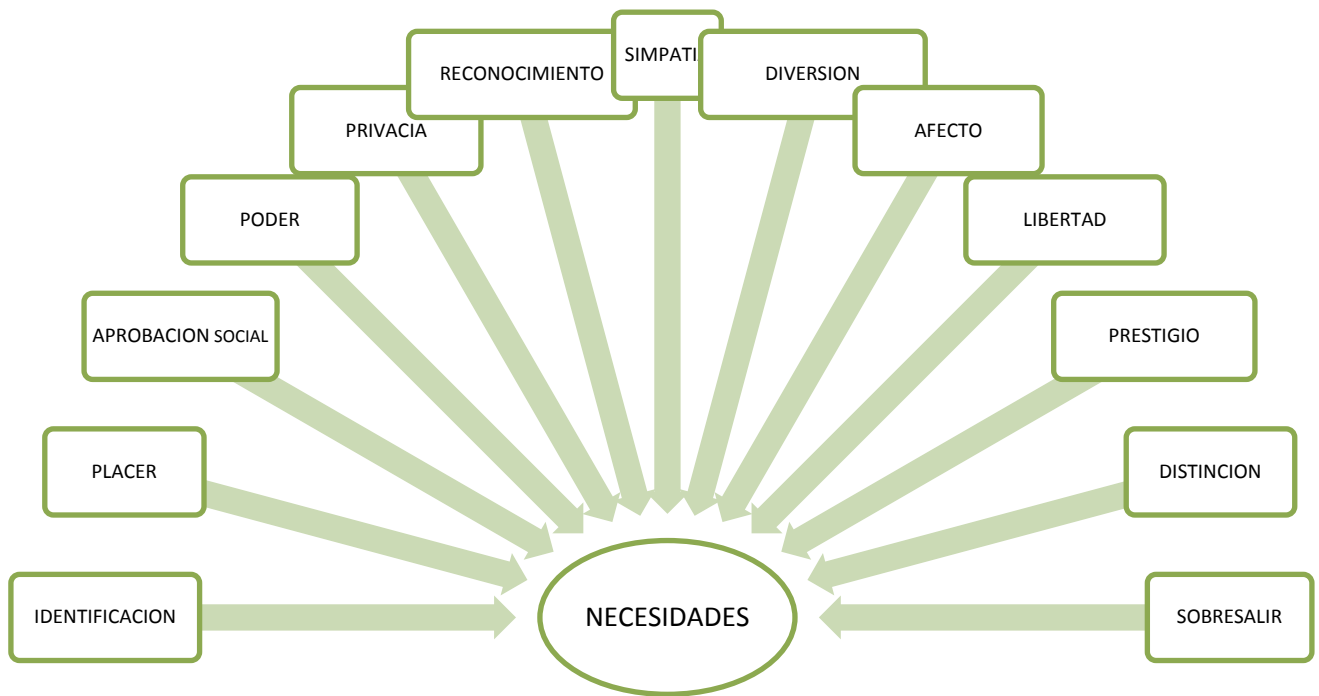 SIMPATI
RECONOCIMIENTO
DIVERSION
PRIVACIA
AFECTO
PODER
LIBERTAD
APROBACION SOCIAL
PRESTIGIO
PLACER
DISTINCION
IDENTIFICACION
NECESIDADES
SOBRESALIR